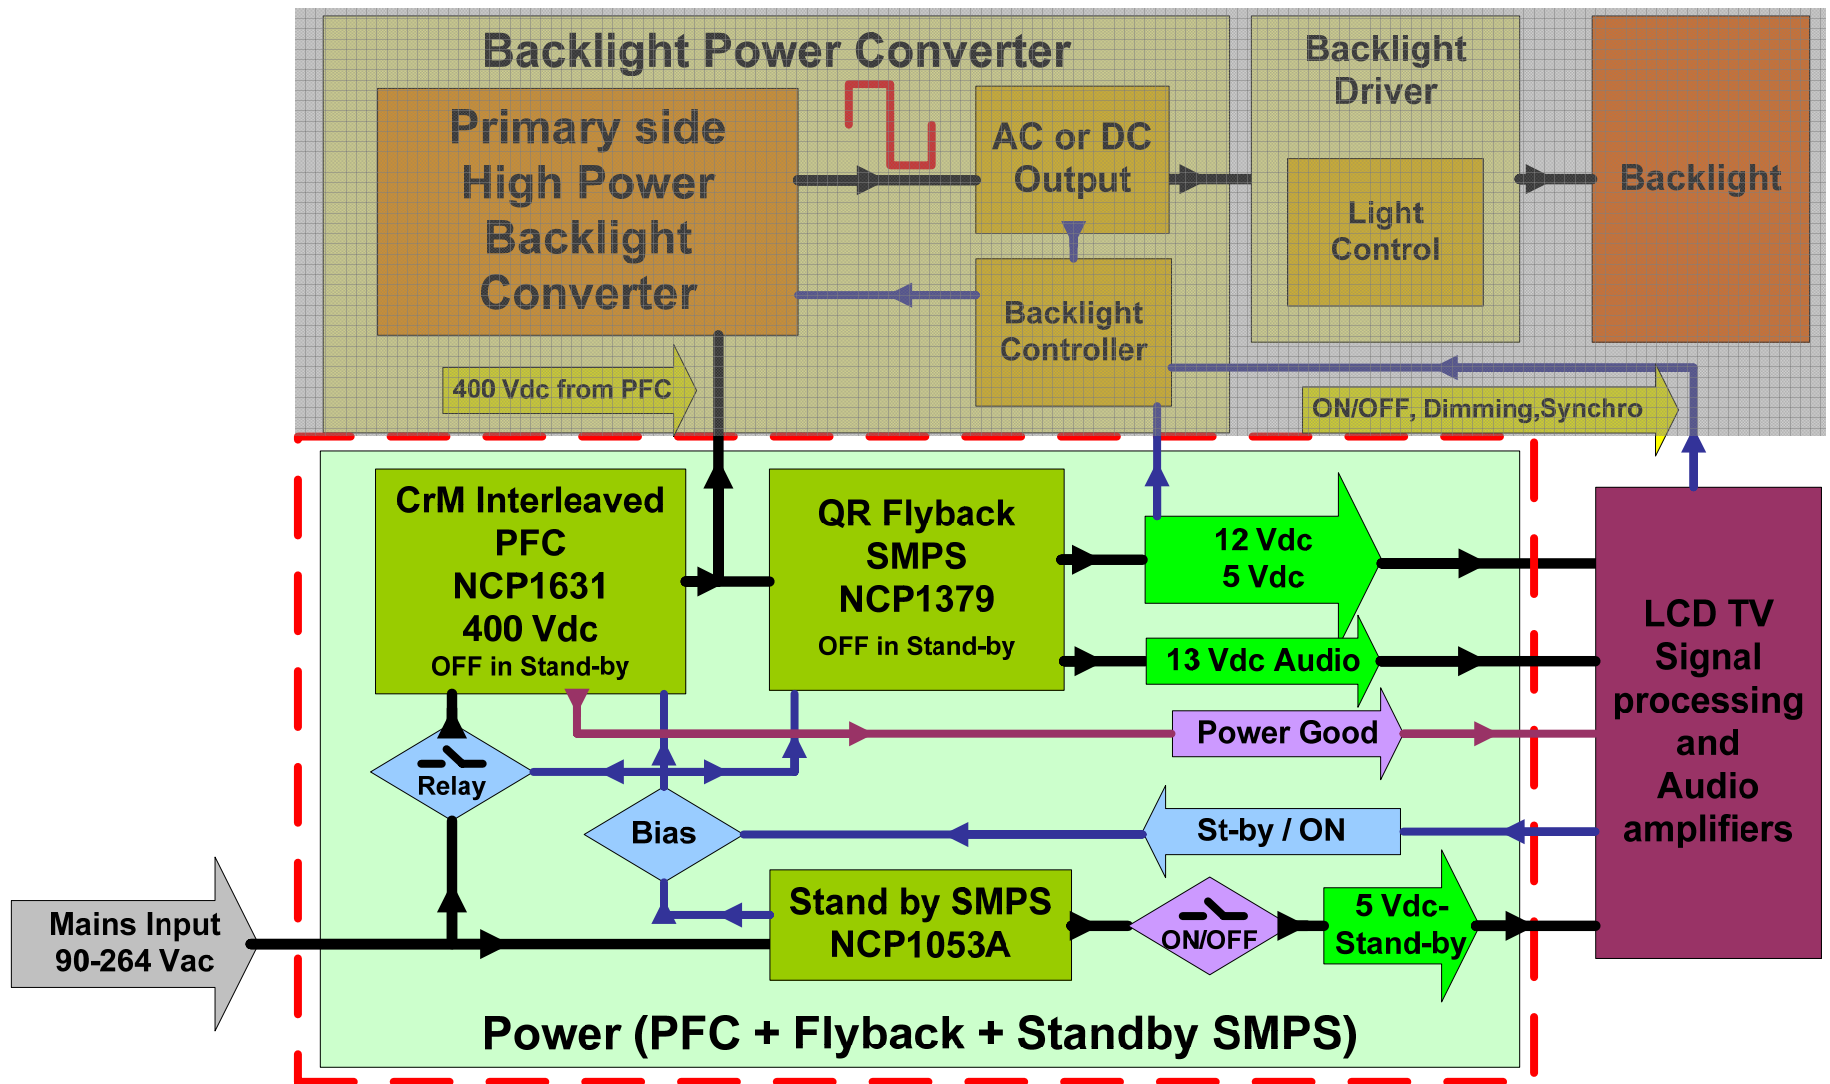 Backlight Power Converter
Primary side
High Power
Backlight
Converter
AC or DC
Output
Backlight
Controller
Backlight
Driver
Light
Control
Backlight
400 Vdc from PFC
ON/OFF, Dimming,Synchro
CrM Interleaved
PFC
NCP1631
400 Vdc
OFF in Stand-by
QR Flyback
SMPS
NCP1379
OFF in Stand-by
12 Vdc
5 Vdc
13 Vdc Audio
Power Good
Relay
Bias
St-by / ON
LCD TV
Signal
processing
and
Audio
amplifiers
Mains Input
90-264 Vac
Stand by SMPS
NCP1053A
ON/OFF
5 Vdc-
Stand-by
Power (PFC + Flyback + Standby SMPS)